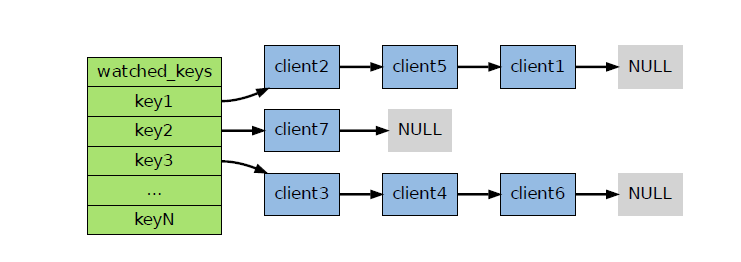 watched_keys
key1
key2
key3
...
keyN
client2 client5 client1 NULL
client7 NULL
client3 client4 client6 NULL